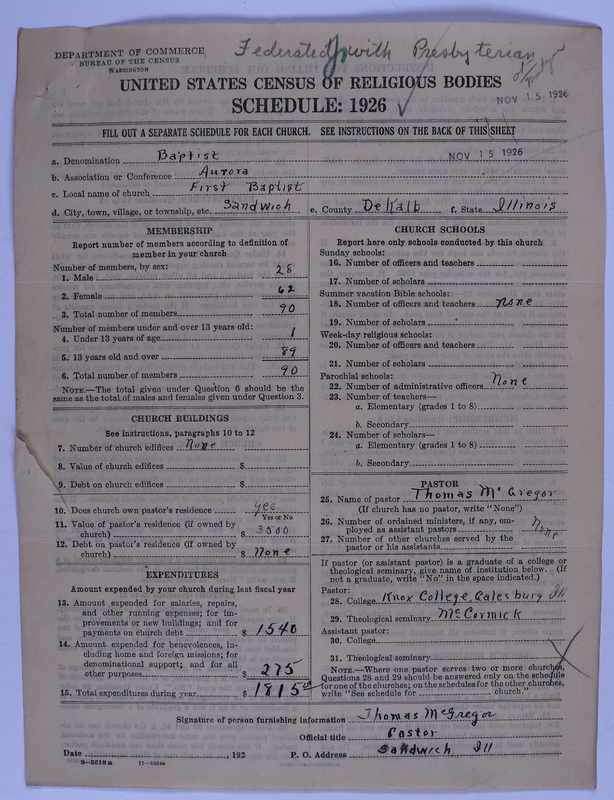 Federated with Presbyterian
DEPARTMENT OF COMMERCE
BUREAU OF THE CENSUS
WASHINGTON
UNITED STATES CENSUS OF RELIGIOUS BODIES
SCHEDULE: 1926
NOV 15 1926
FILL OUT A SEPARATE SCHEDULE FOR EACH CHURCH. SEE INSTRUCTIONS ON THE BACK OF THIS SHEET
NOV 15 1926
a. Denomination Baptist
b. Association or Conference Aurora
c. Local name of church First Baptist
d. City, town, village, or township, etc. Sandwich e. County DeKalb f. State Illinois
MEMBERSHIP
Report number of members according to definition of
member in your church
Number of members, by sex:
1. Male 28
2. Female 62
3. Total number of members 90
Number of members under and over 13 years old:
4. Under 13 years of age 1
5. 13 years old and over 89
6. Total number of members 90
NOTE.—The total given under Question 6 should be the
same as the total of males and females given under Question 3.
CHURCH BUILDINGS
See instructions, paragraphs 10 to 12
7. Number of church edifices None
8. Value of church edifices $
9. Debt on church edifices $
10. Does church own pastor's residence yes
Yes or No
11. Value of pastor's residence (if owned by
church) $ 3500
12. Debt on pastor's residence (if owned by
church) $ None
EXPENDITURES
Amount expended by your church during last fiscal year
13. Amount expended for salaries, repairs,
and other running expenses; for im-
provements or new buildings; and for
payments on church debt $ 1540
14. Amount expended for benevolences, in-
cluding home and foreign missions; for
denominational support; and for all
other purposes $ 275
15. Total expenditures during year $ 1815
CHURCH SCHOOLS
Report here only schools conducted by this church
Sunday schools:
16. Number of officers and teachers
17. Number of scholars
Summer vacation Bible schools:
18. Number of officers and teachers none
19. Number of scholars
Week-day religious schools:
20. Number of officers and teachers
21. Number of scholars
Parochial schools:
22. Number of administrative officers None
23. Number of teachers—
a. Elementary (grades 1 to 8)
b. Secondary
24. Number of scholars—
a. Elementary (grades 1 to 8)
b. Secondary
PASTOR
25. Name of pastor Thomas McGregor
(If church has no pastor, write "None")
26. Number of ordained ministers, if any, em-
ployed as assistant pastors None
27. Number of other churches served by the
pastor or his assistants
If pastor (or assistant pastor) is a graduate of a college or
theological seminary, give name of institution below. (If
not a graduate, write "No" in the space indicated.)
Pastor:
28. College Knox College Galesburg Ill
29. Theological seminary McCormick
Assistant pastor:
30. College
31. Theological seminary
NOTE.—Where one pastor serves two or more churches,
Questions 28 and 29 should be answered only on the schedule
for one of the churches; on the schedules for the other churches,
write "See schedule for church."
Signature of person furnishing information Thomas McGregor
Official title Pastor
Date , 193 P. O. Address Sandwich Ill
8—5518a